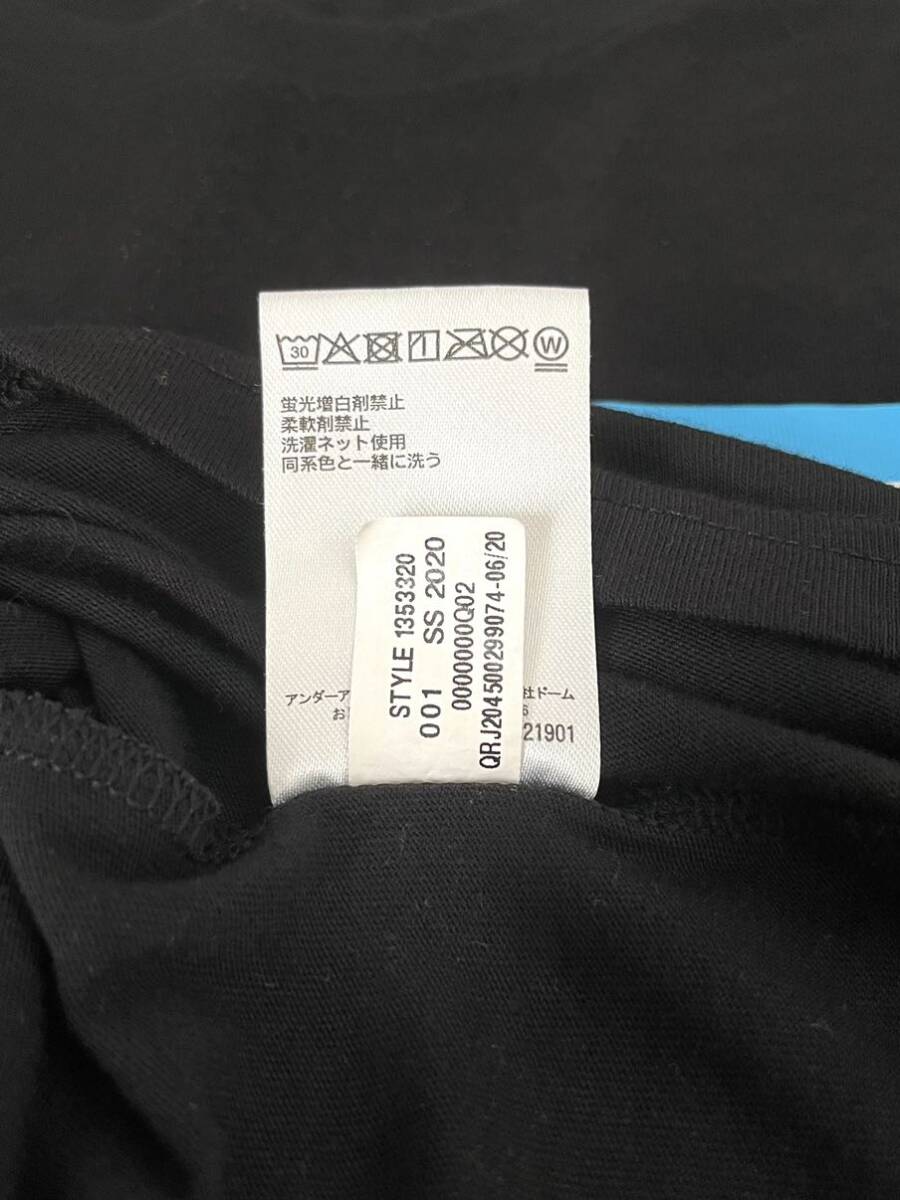 30 W
蛍光増白剤禁止
柔軟剤禁止
洗濯ネット使用
同系色と一緒に洗う
アンダーア 社ドーム
お 6
21901
STYLE 1353320
001 SS 2020
0000000Q02
QRJ204500299074-06/20